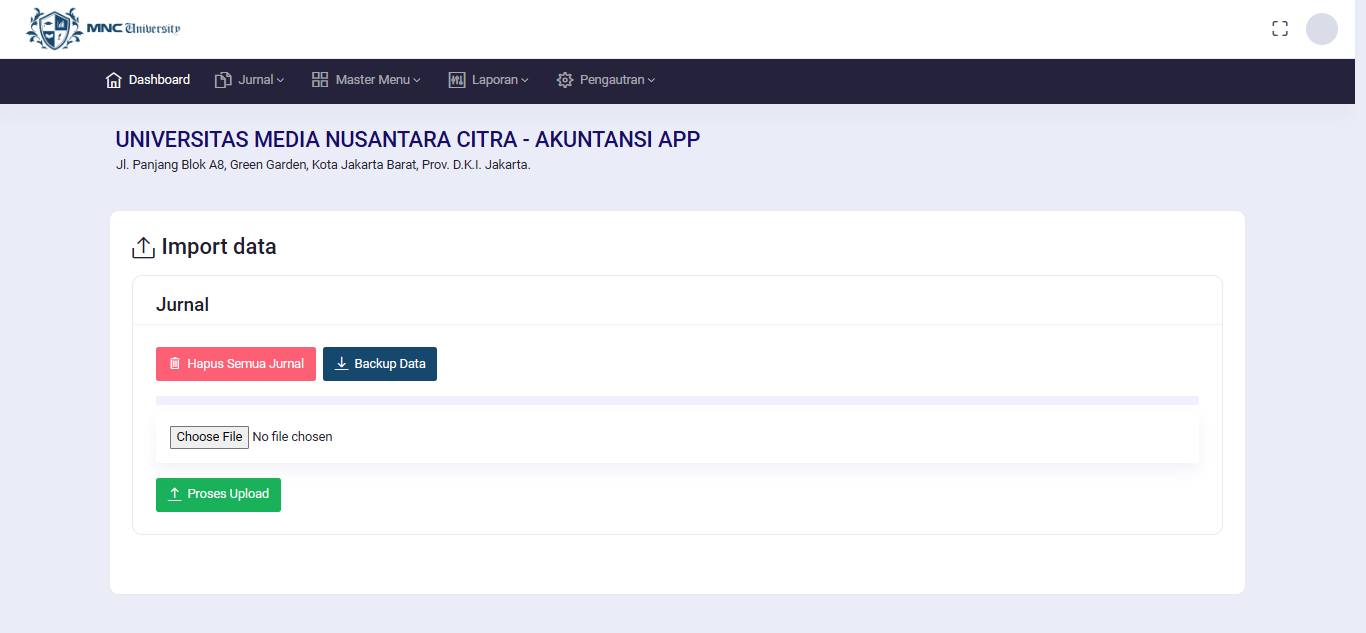 MNC University
Dashboard Jurnal Master Menu Laporan Pengautran
UNIVERSITAS MEDIA NUSANTARA CITRA - AKUNTANSI APP
Jl. Panjang Blok A8, Green Garden, Kota Jakarta Barat, Prov. D.K.I. Jakarta.
Import data
Jurnal
Hapus Semua Jurnal Backup Data
Choose File No file chosen
Proses Upload